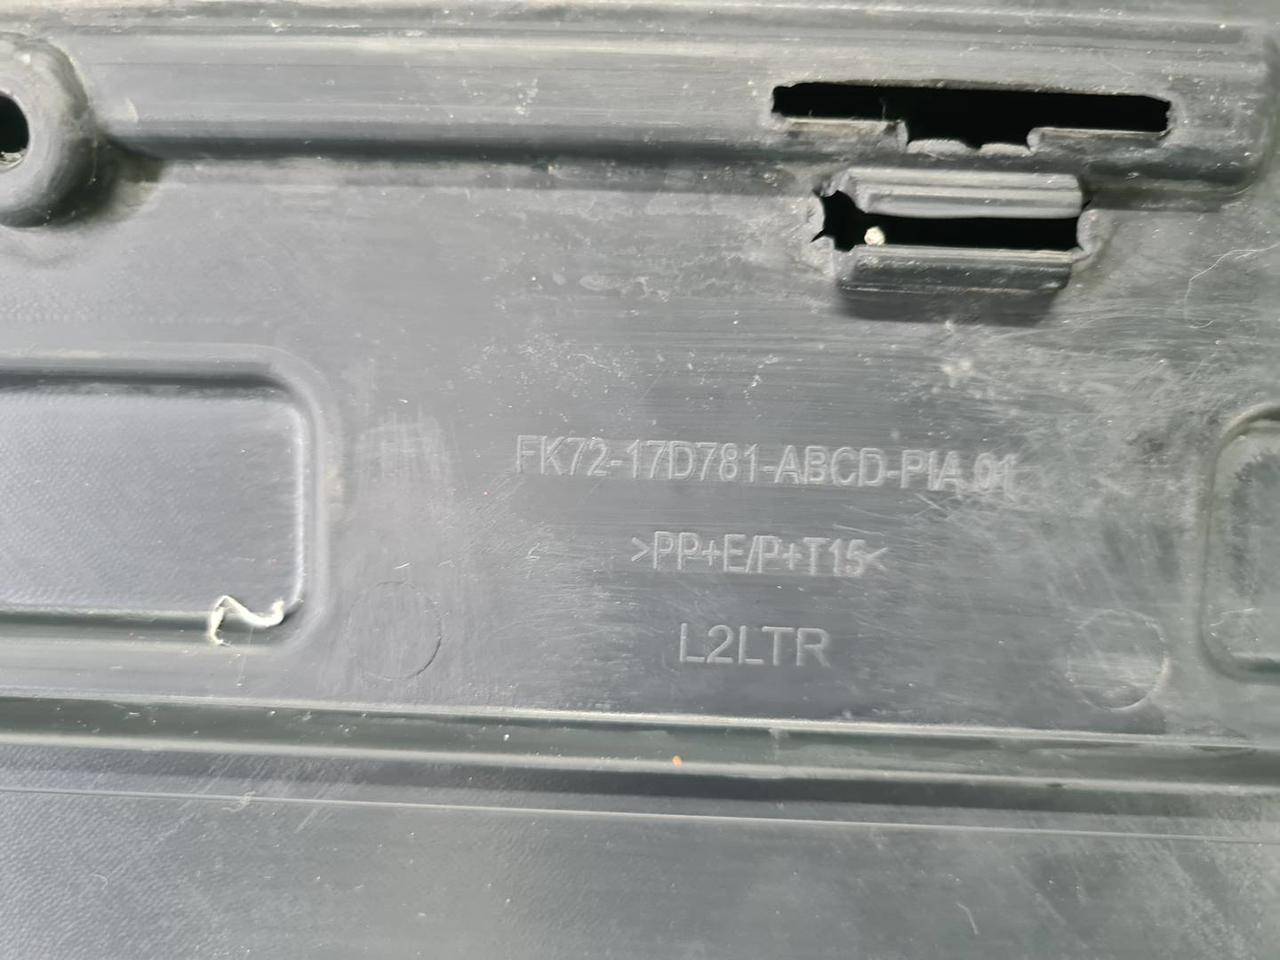 FK72-17D781-ABCD-PIA.01
>PP+E/P+T15<
L2LTR